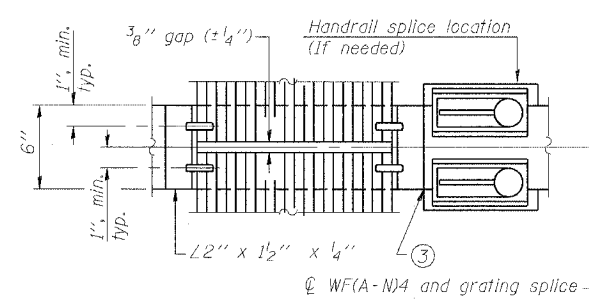 3/8" gap (±1/4")
Handrail splice location
(If needed)
1", min.
typ.
6"
1", min.
typ.
∠2" x 1 1/2" x 1/4"
3
℄ WF(A-N)4 and grating splice